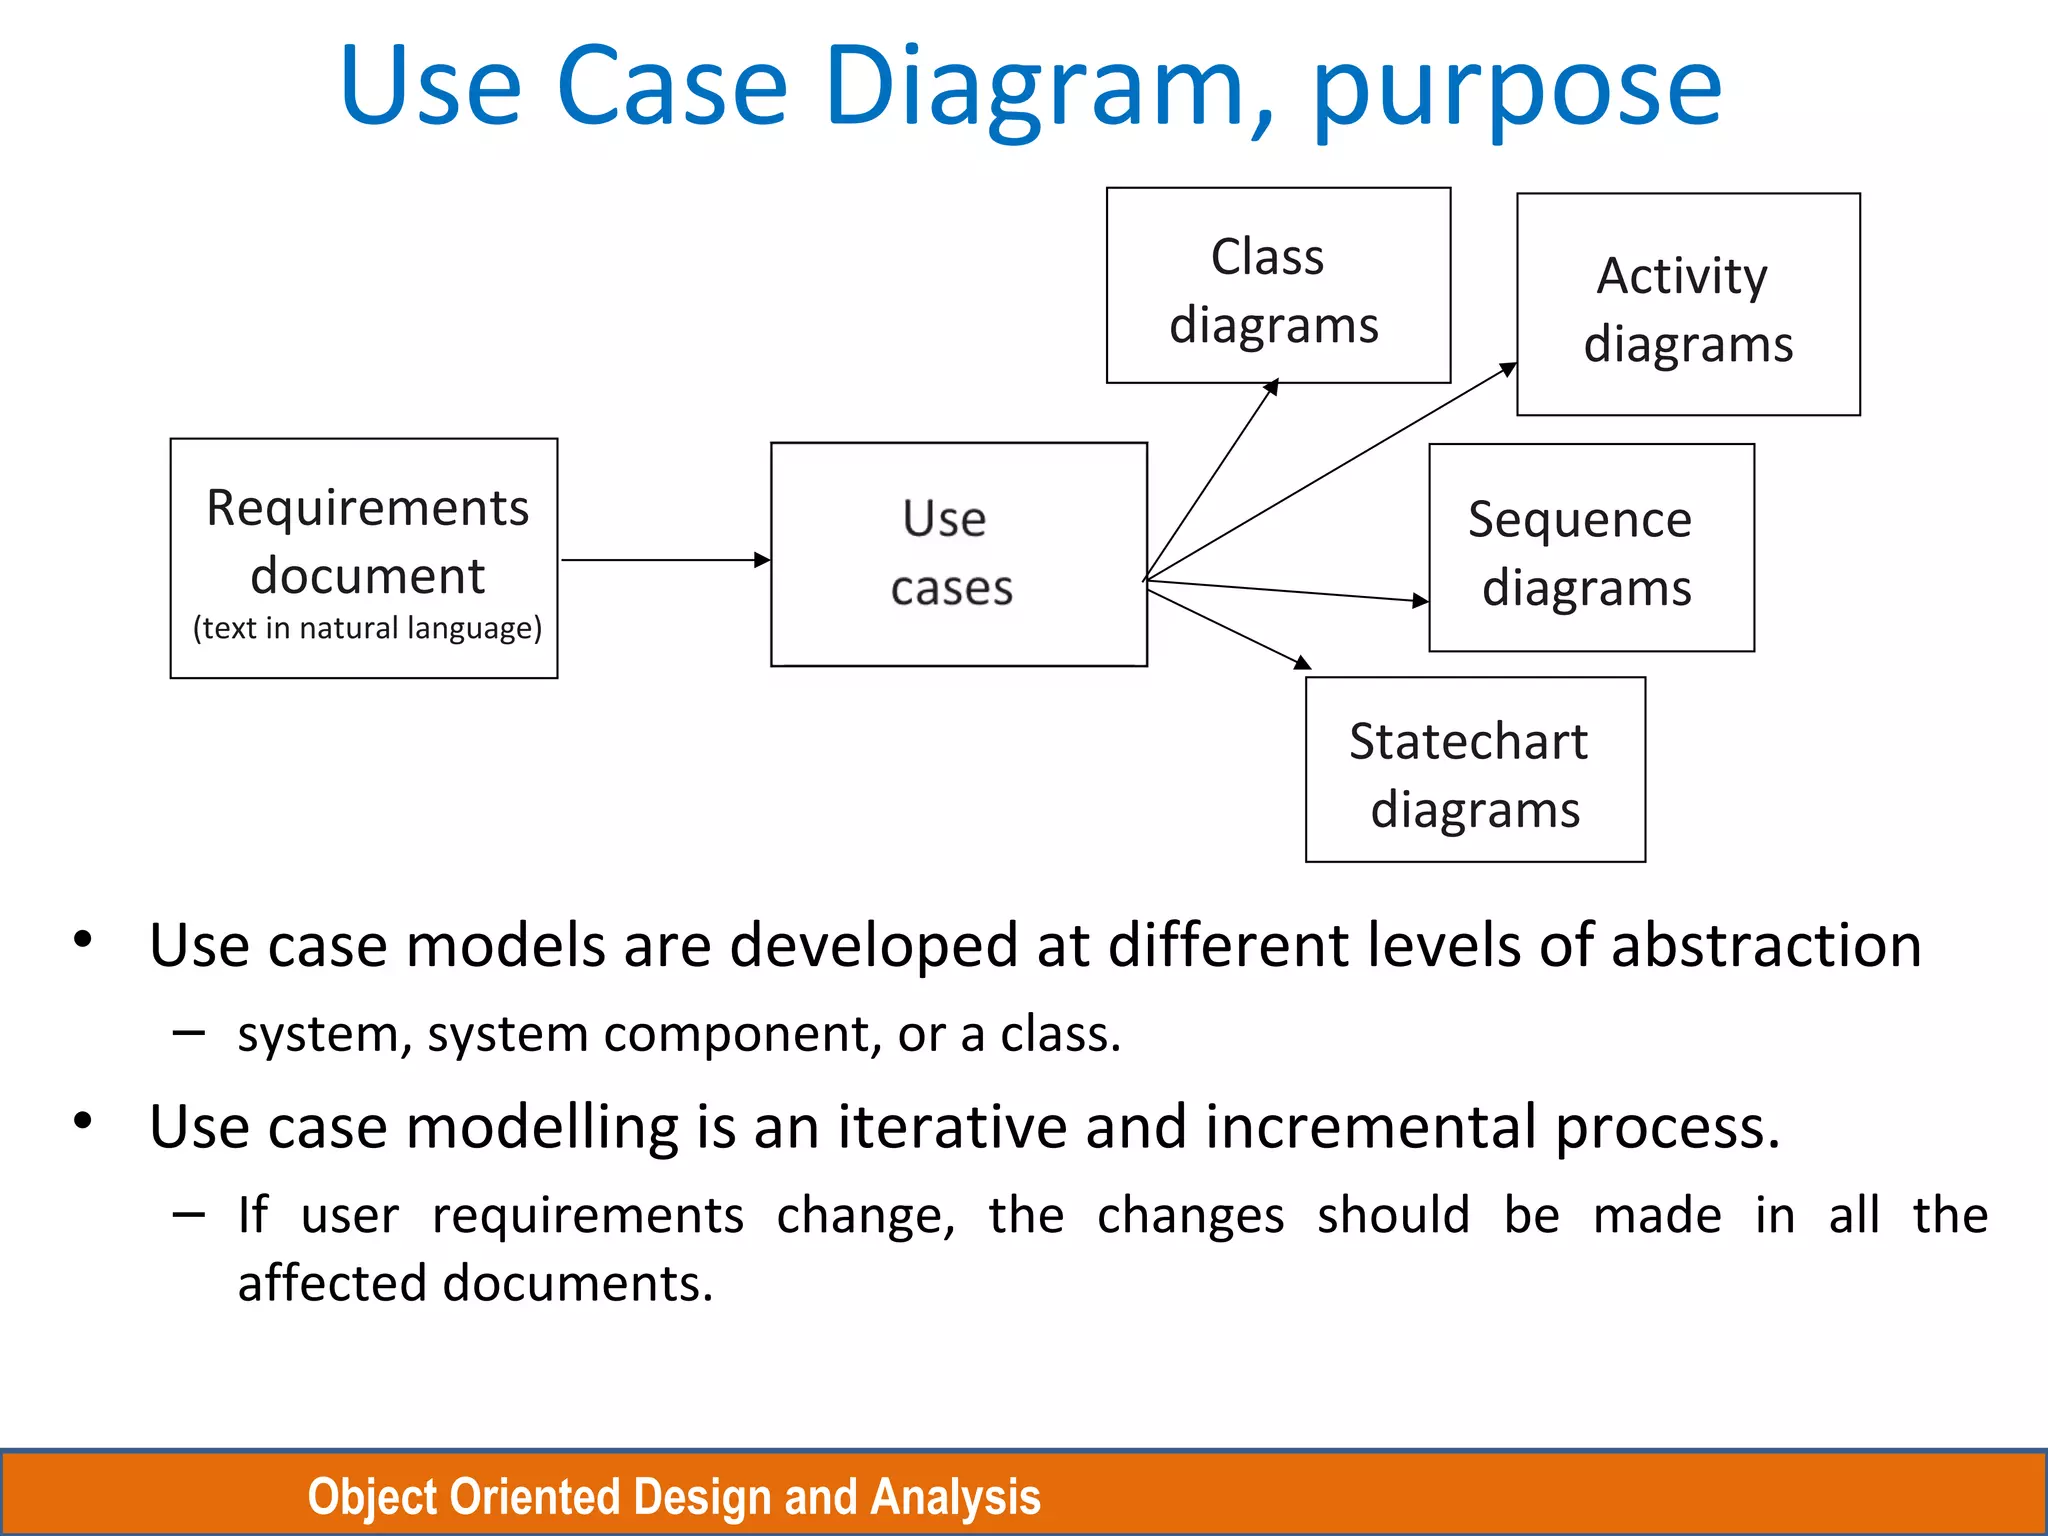 Use Case Diagram, purpose
Class
diagrams
Activity
diagrams
Requirements
document
(text in natural language)
Use
cases
Sequence
diagrams
Statechart
diagrams
• Use case models are developed at different levels of abstraction
– system, system component, or a class.
• Use case modelling is an iterative and incremental process.
– If user requirements change, the changes should be made in all the
affected documents.
Object Oriented Design and Analysis